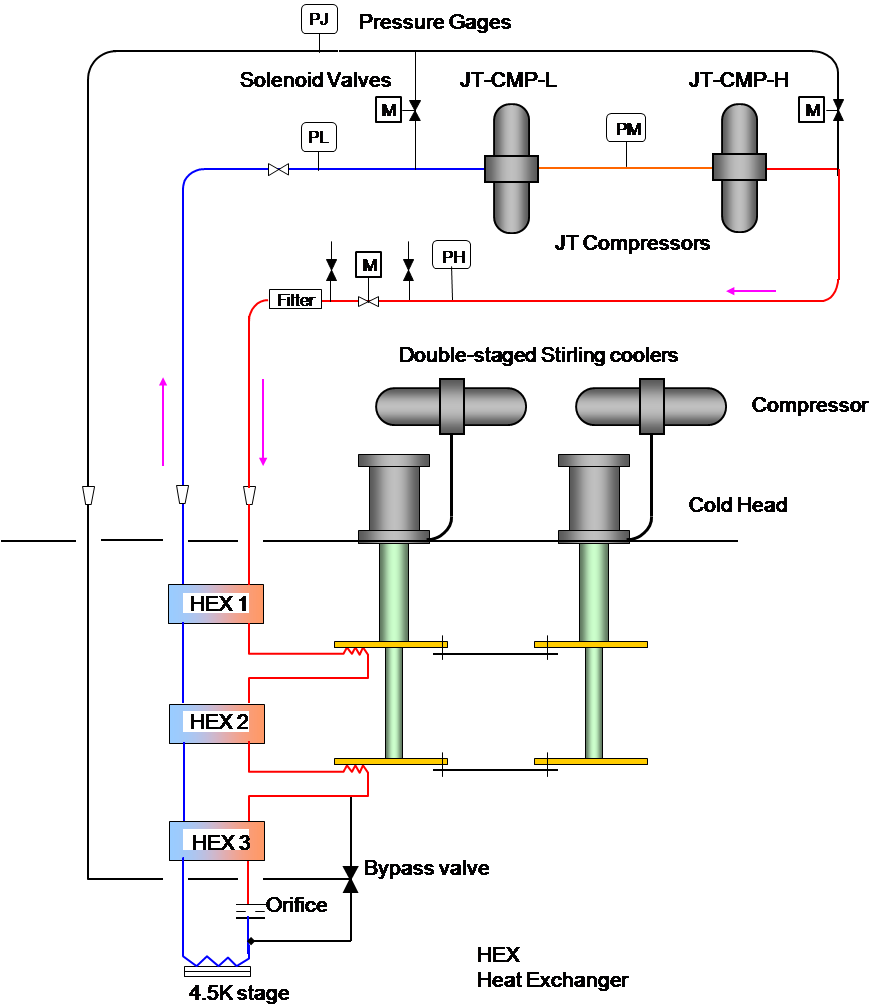 PJ
Pressure Gages
Solenoid Valves
JT-CMP-L
JT-CMP-H
M
M
PL
PM
JT Compressors
M
PH
Filter
Double-staged Stirling coolers
Compressor
Cold Head
HEX 1
HEX 2
HEX 3
Bypass valve
Orifice
HEX
Heat Exchanger
4.5K stage